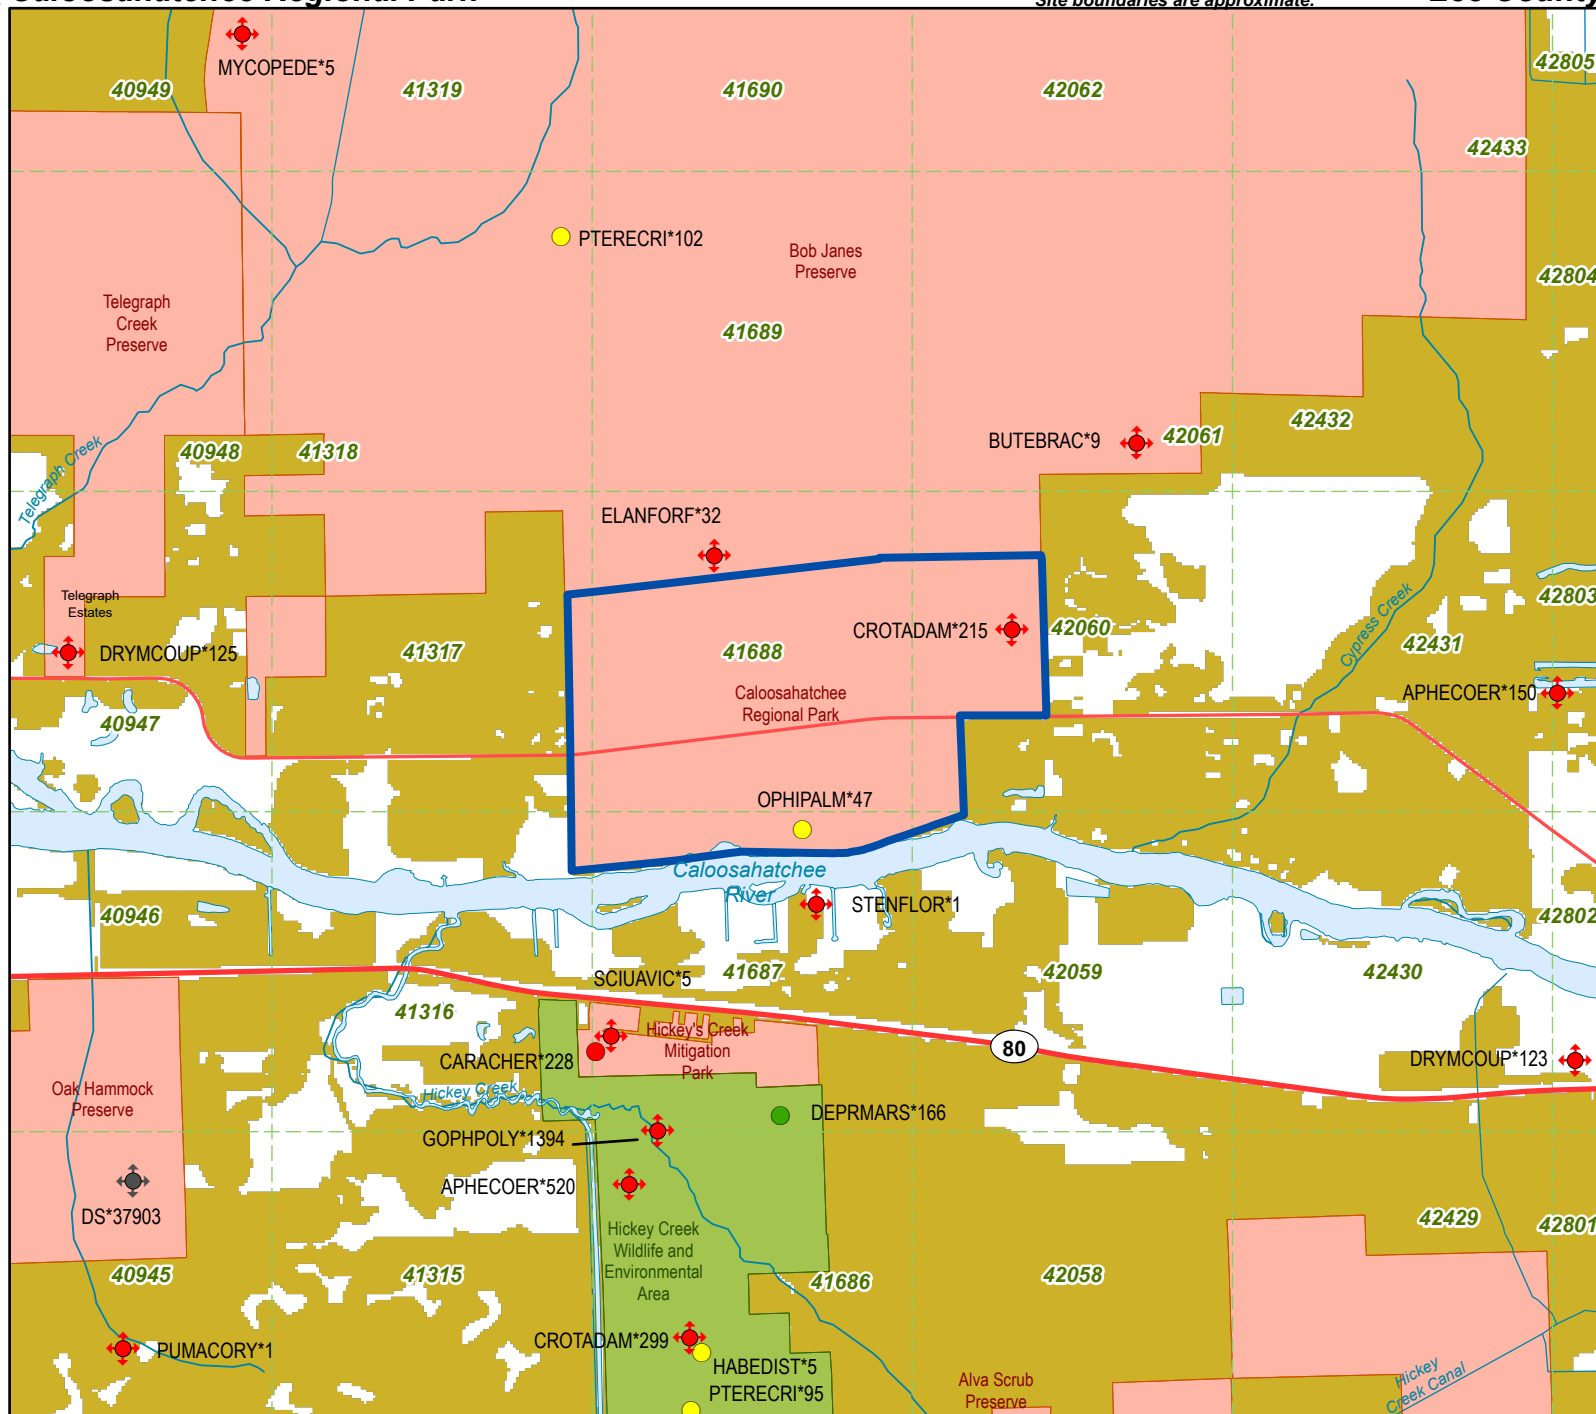 Caloosahatchee Regional Park
Site boundaries are approximate.
Lee County
MYCOPEDE*5
40949
41319
41690
42062
42805
42433
PTERECRI*102
Bob Janes
Preserve
42804
Telegraph
Creek
Preserve
41689
42432
BUTEBRAC*9
42061
40948
41318
Telegraph Creek
ELANFORF*32
Telegraph
Estates
42803
CROTADAM*215
42060
Cypress Creek
42431
DRYMCOUP*125
41317
41688
Caloosahatchee
Regional Park
APHECOER*150
40947
OPHIPALM*47
Caloosahatchee
River
STENFLOR*1
40946
42802
SCIUAVIC*5
41687
42059
42430
41316
Hickey's Creek
Mitigation
Park
80
CARACHER*228
DRYMCOUP*123
Oak Hammock
Preserve
Hickey Creek
DEPRMARS*166
GOPHPOLY*1394
APHECOER*520
DS*37903
Hickey Creek
Wildlife and
Environmental
Area
42429
42801
40945
41315
41686
42058
CROTADAM*299
PUMACORY*1
HABEDIST*5
PTERECRI*95
Alva Scrub
Preserve
Hickey
Creek Canal